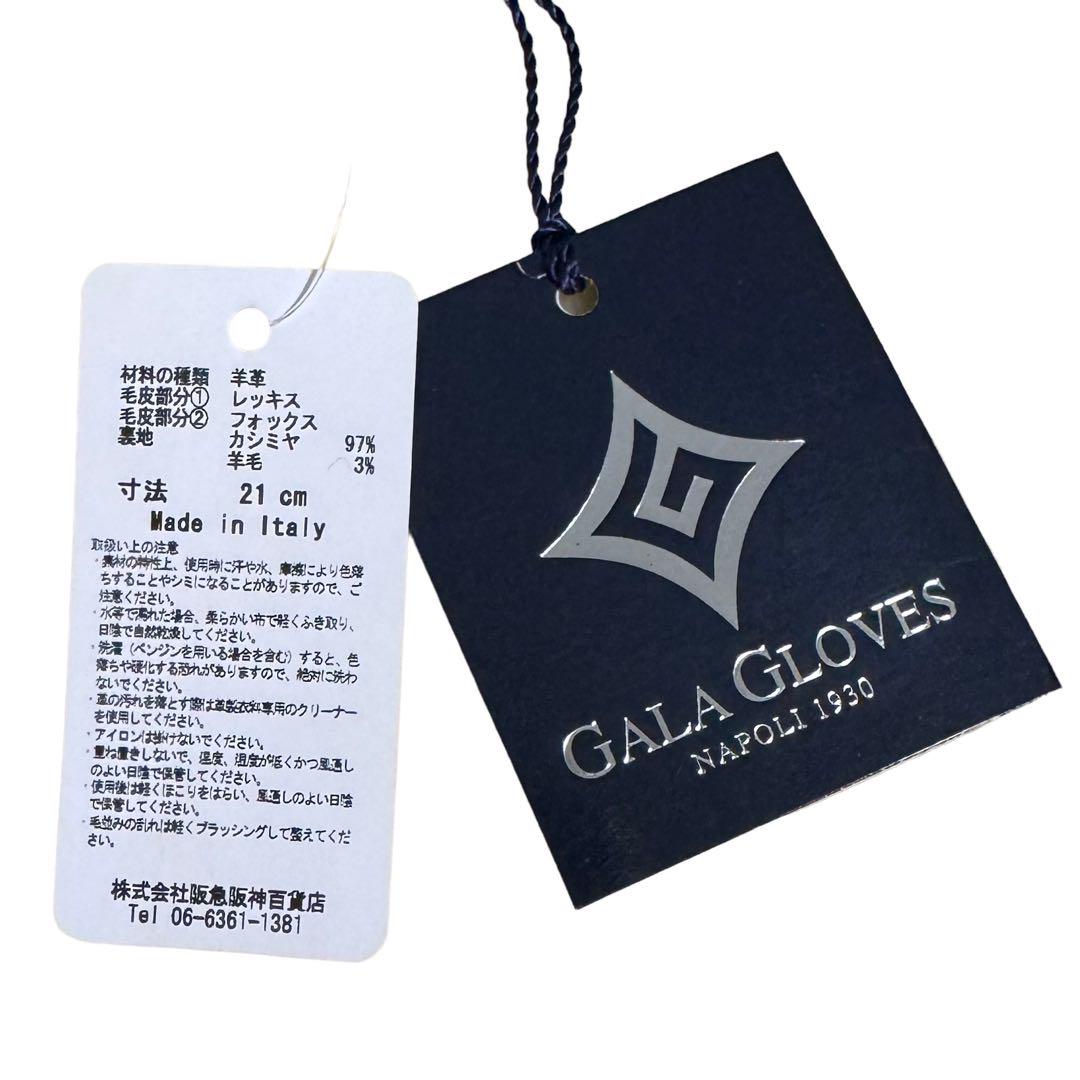 材料の種類 羊革
毛皮部分① レッキス
毛皮部分② フォックス
裏地 カシミヤ 97%
羊毛 3%
寸法 21 cm
Made in Italy
取扱い上の注意
・素材の特性上、使用時に汗や水、摩擦により色落
ちすることやシミになることがありますので、ご
注意ください。
・水等で濡れた場合、柔らかい布で軽くふき取り、
日陰で自然乾燥してください。
・洗濯(ベンジンを用いる場合を含む)すると、色
落ちや硬化する恐れがありますので、絶対に洗わ
ないでください。
・革の汚れを落とす際は革製衣料専用のクリーナー
を使用してください。
・アイロンは掛けないでください。
・重ね置きしないで、温度、湿度が低くかつ風通し
のよい日陰で保管してください。
・使用後は軽くほこりをはらい、風通しのよい日陰
で保管してください。
・毛並みの乱れは軽くブラッシングして整えてくだ
さい。
株式会社阪急阪神百貨店
Tel 06-6361-1381
GALA GLOVES
NAPOLI 1930